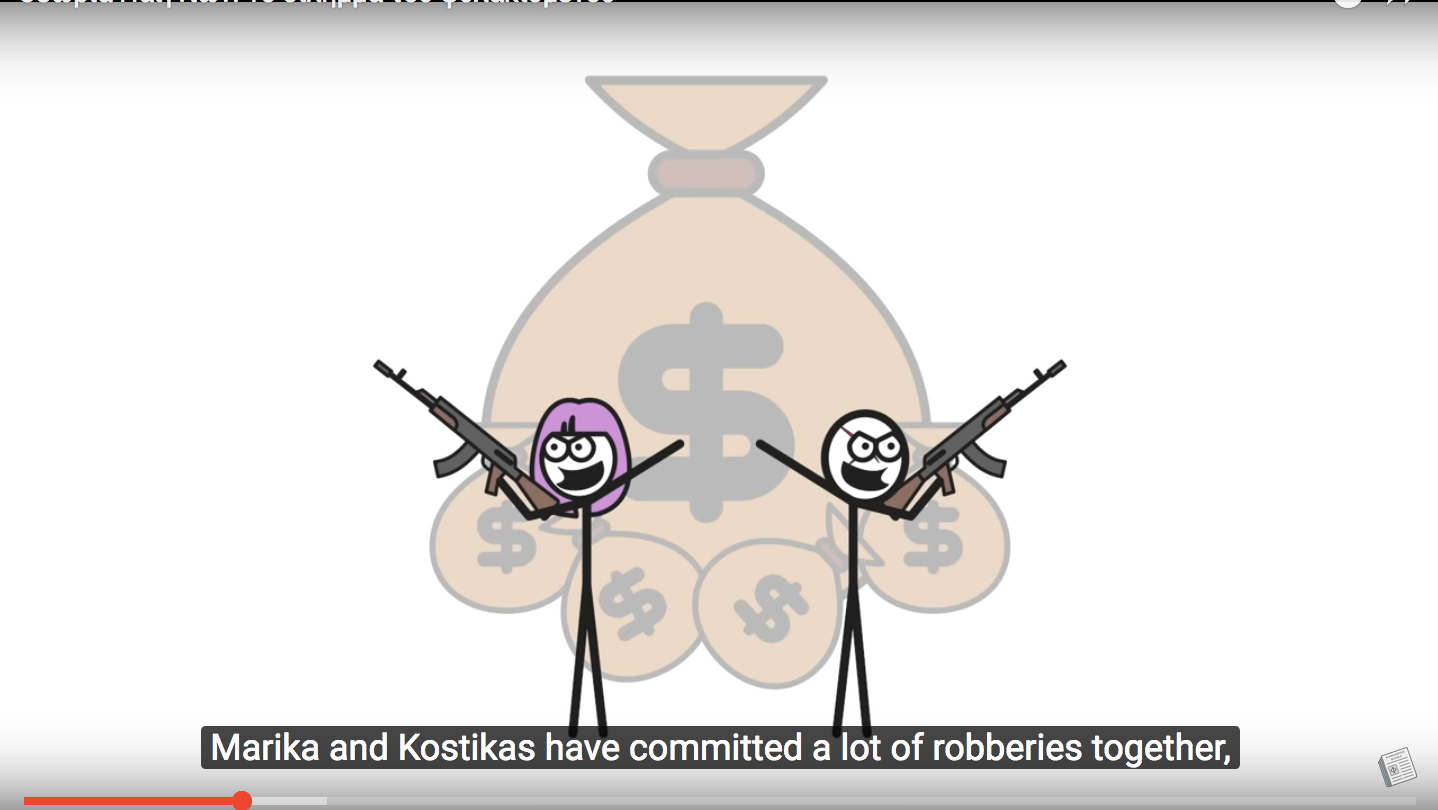 Marika and Kostikas have committed a lot of robberies together,